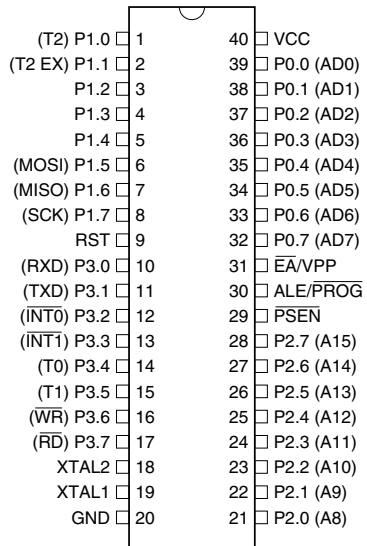 (T2) P1.0 1 40 VCC
(T2 EX) P1.1 2 39 P0.0 (AD0)
P1.2 3 38 P0.1 (AD1)
P1.3 4 37 P0.2 (AD2)
P1.4 5 36 P0.3 (AD3)
(MOSI) P1.5 6 35 P0.4 (AD4)
(MISO) P1.6 7 34 P0.5 (AD5)
(SCK) P1.7 8 33 P0.6 (AD6)
RST 9 32 P0.7 (AD7)
(RXD) P3.0 10 31 E̅A̅/VPP
(TXD) P3.1 11 30 ALE/P̅R̅O̅G̅
(I̅N̅T̅0̅) P3.2 12 29 P̅S̅E̅N̅
(I̅N̅T̅1̅) P3.3 13 28 P2.7 (A15)
(T0) P3.4 14 27 P2.6 (A14)
(T1) P3.5 15 26 P2.5 (A13)
(W̅R̅) P3.6 16 25 P2.4 (A12)
(R̅D̅) P3.7 17 24 P2.3 (A11)
XTAL2 18 23 P2.2 (A10)
XTAL1 19 22 P2.1 (A9)
GND 20 21 P2.0 (A8)